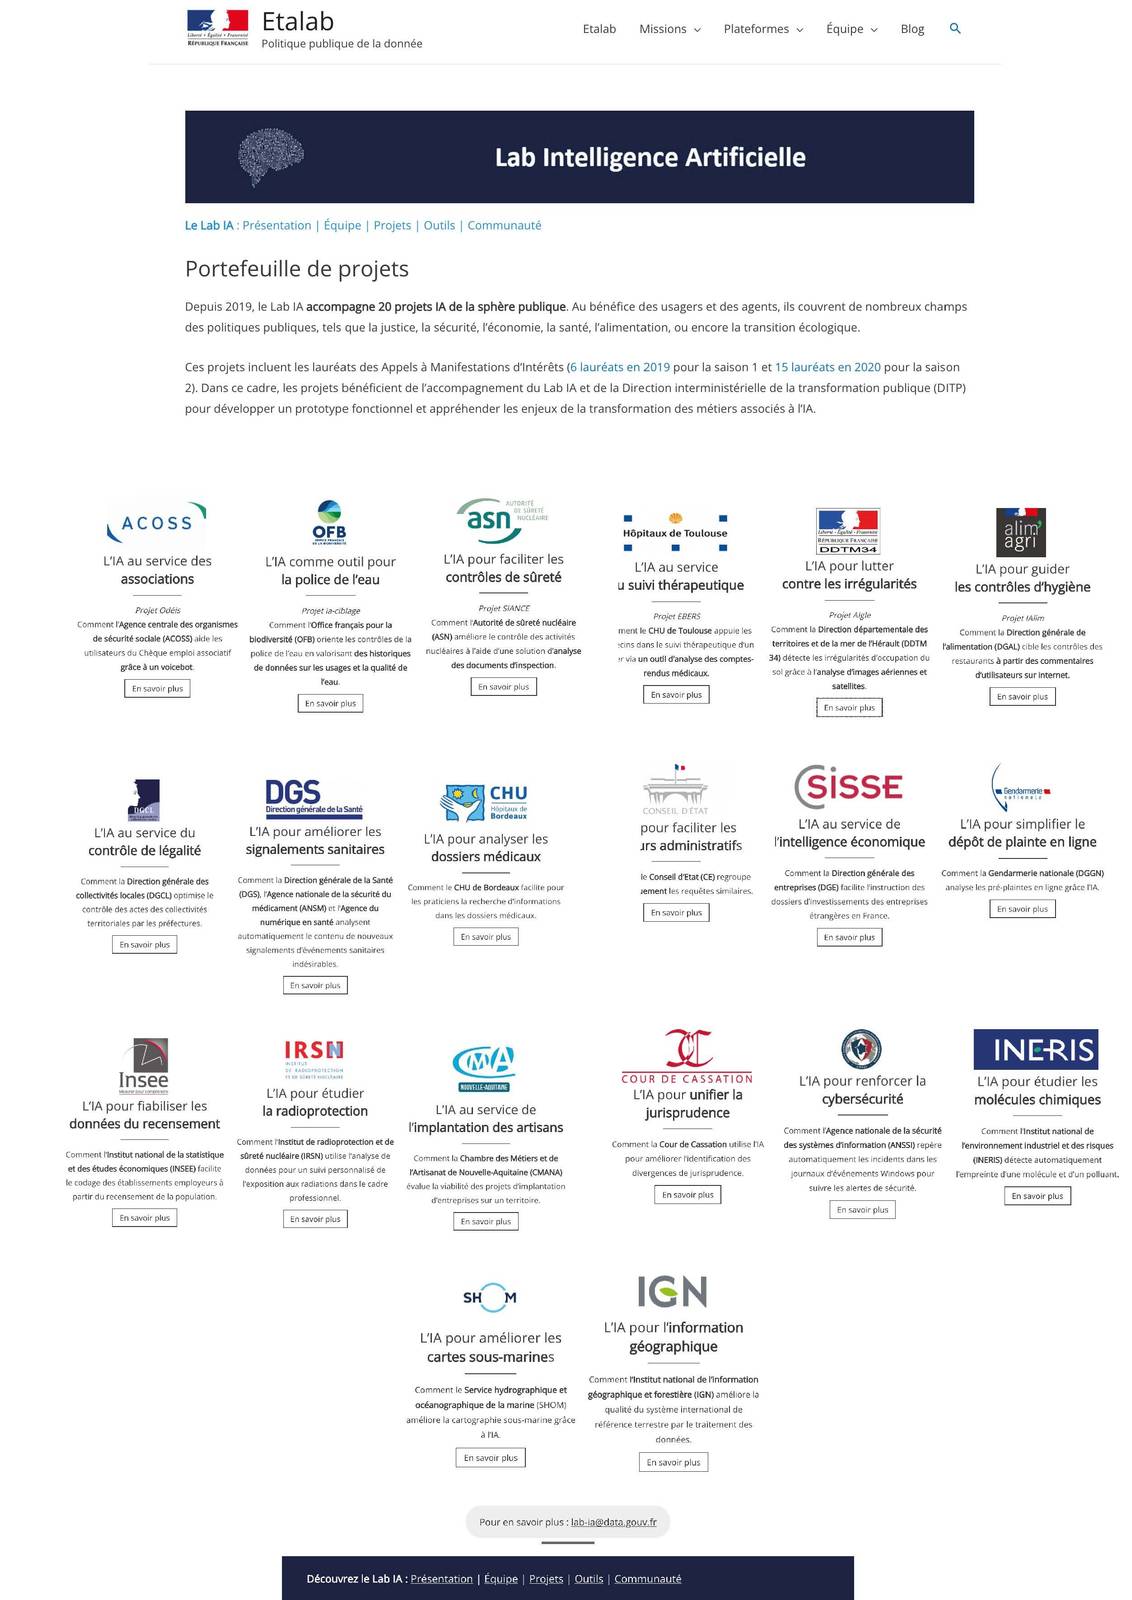 Liberté • Égalité • Fraternité
RÉPUBLIQUE FRANÇAISE
Etalab
Politique publique de la donnée
Etalab Missions Plateformes Équipe Blog
Lab Intelligence Artificielle
Le Lab IA : Présentation | Équipe | Projets | Outils | Communauté
Portefeuille de projets
Depuis 2019, le Lab IA accompagne 20 projets IA de la sphère publique. Au bénéfice des usagers et des agents, ils couvrent de nombreux champs
des politiques publiques, tels que la justice, la sécurité, l’économie, la santé, l’alimentation, ou encore la transition écologique.
Ces projets incluent les lauréats des Appels à Manifestations d’Intérêts (6 lauréats en 2019 pour la saison 1 et 15 lauréats en 2020 pour la saison
2). Dans ce cadre, les projets bénéficient de l’accompagnement du Lab IA et de la Direction interministérielle de la transformation publique (DITP)
pour développer un prototype fonctionnel et appréhender les enjeux de la transformation des métiers associés à l’IA.
ACOSS
L’IA au service des
associations
Projet Odéis
Comment l’Agence centrale des organismes
de sécurité sociale (ACOSS) aide les
utilisateurs du Chèque emploi associatif
grâce à un voicebot.
En savoir plus
OFB
OFFICE FRANÇAIS
DE LA BIODIVERSITÉ
L’IA comme outil pour
la police de l’eau
Projet ia-ciblage
Comment l’Office français pour la
biodiversité (OFB) oriente les contrôles de la
police de l’eau en valorisant des historiques
de données sur les usages et la qualité de
l’eau.
En savoir plus
asn
AUTORITÉ
DE SÛRETÉ
NUCLÉAIRE
L’IA pour faciliter les
contrôles de sûreté
Projet SIANCE
Comment l’Autorité de sûreté nucléaire
(ASN) améliore le contrôle des activités
nucléaires à l’aide d’une solution d’analyse
des documents d’inspection.
En savoir plus
Hôpitaux de Toulouse
L’IA au service
u suivi thérapeutique
Projet EBERS
ment le CHU de Toulouse appuie les
ecins dans le suivi thérapeutique d’un
er via un outil d’analyse des comptes-
rendus médicaux.
En savoir plus
Liberté • Égalité • Fraternité
RÉPUBLIQUE FRANÇAISE
DDTM34
L’IA pour lutter
contre les irrégularités
Projet Aigle
Comment la Direction départementale des
territoires et de la mer de l’Hérault (DDTM
34) détecte les irrégularités d’occupation du
sol grâce à l’analyse d’images aériennes et
satellites.
En savoir plus
alim’
agri
L’IA pour guider
les contrôles d’hygiène
Projet IAlim
Comment la Direction générale de
l’alimentation (DGAL) cible les contrôles des
restaurants à partir des commentaires
d’utilisateurs sur internet.
En savoir plus
DGCL
L’IA au service du
contrôle de légalité
Comment la Direction générale des
collectivités locales (DGCL) optimise le
contrôle des actes des collectivités
territoriales par les préfectures.
En savoir plus
DGS
Direction générale de la Santé
L’IA pour améliorer les
signalements sanitaires
Comment la Direction générale de la Santé
(DGS), l’Agence nationale de la sécurité du
médicament (ANSM) et l’Agence du
numérique en santé analysent
automatiquement le contenu de nouveaux
signalements d’événements sanitaires
indésirables.
En savoir plus
CHU
Hôpitaux de
Bordeaux
L’IA pour analyser les
dossiers médicaux
Comment le CHU de Bordeaux facilite pour
les praticiens la recherche d’informations
dans les dossiers médicaux.
En savoir plus
CONSEIL D’ÉTAT
pour faciliter les
urs administratifs
le Conseil d’Etat (CE) regroupe
uement les requêtes similaires.
En savoir plus
SISSE
L’IA au service de
l’intelligence économique
Comment la Direction générale des
entreprises (DGE) facilite l’instruction des
dossiers d’investissements des entreprises
étrangères en France.
En savoir plus
Gendarmerie
nationale
L’IA pour simplifier le
dépôt de plainte en ligne
Comment la Gendarmerie nationale (DGGN)
analyse les pré-plaintes en ligne grâce l’IA.
En savoir plus
Insee
Mesurer pour comprendre
L’IA pour fiabiliser les
données du recensement
Comment l’Institut national de la statistique
et des études économiques (INSEE) facilite
le codage des établissements employeurs à
partir du recensement de la population.
En savoir plus
IRSN
INSTITUT
DE RADIOPROTECTION
ET DE SÛRETÉ NUCLÉAIRE
L’IA pour étudier
la radioprotection
Comment l’Institut de radioprotection et de
sûreté nucléaire (IRSN) utilise l’analyse de
données pour un suivi personnalisé de
l’exposition aux radiations dans le cadre
professionnel.
En savoir plus
CMA
NOUVELLE-AQUITAINE
L’IA au service de
l’implantation des artisans
Comment la Chambre des Métiers et de
l’Artisanat de Nouvelle-Aquitaine (CMANA)
évalue la viabilité des projets d’implantation
d’entreprises sur un territoire.
En savoir plus
COUR DE CASSATION
L’IA pour unifier la
jurisprudence
Comment la Cour de Cassation utilise l’IA
pour améliorer l’identification des
divergences de jurisprudence.
En savoir plus
L’IA pour renforcer la
cybersécurité
Comment l’Agence nationale de la sécurité
des systèmes d’information (ANSSI) repère
automatiquement les incidents dans les
journaux d’événements Windows pour
suivre les alertes de sécurité.
En savoir plus
INERIS
L’IA pour étudier les
molécules chimiques
Comment l’Institut national de
l’environnement industriel et des risques
(INERIS) détecte automatiquement
l’empreinte d’une molécule et d’un polluant.
En savoir plus
SHOM
L’IA pour améliorer les
cartes sous-marines
Comment le Service hydrographique et
océanographique de la marine (SHOM)
améliore la cartographie sous-marine grâce
à l’IA.
En savoir plus
IGN
L’IA pour l’information
géographique
Comment l’Institut national de l’information
géographique et forestière (IGN) améliore la
qualité du système international de
référence terrestre par le traitement des
données.
En savoir plus
Pour en savoir plus : lab-ia@data.gouv.fr
Découvrez le Lab IA : Présentation | Équipe | Projets | Outils | Communauté